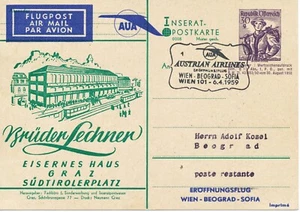 FLUGPOST
AIR MAIL
PAR AVION
AUA
INSERAT-
POSTKARTE
AUSTRIAN AIRLINES
WIEN - BEOGRAD - SOFIA
WIEN 101 - 6.4.1959
Republik Österreich
Brüder Lechner
EISERNES HAUS
GRAZ
SÜDTIROLERPLATZ
Herrn Adolf Kosel
Beograd
poste restante
ERÖFFNUNGSFLUG
WIEN - BEOGRAD - SOFIA